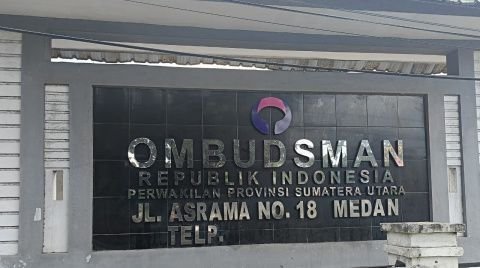 OMBUDSMAN
REPUBLIK INDONESIA
PERWAKILAN PROVINSI SUMATERA UTARA
JL. ASRAMA NO. 18 MEDAN
TELP.